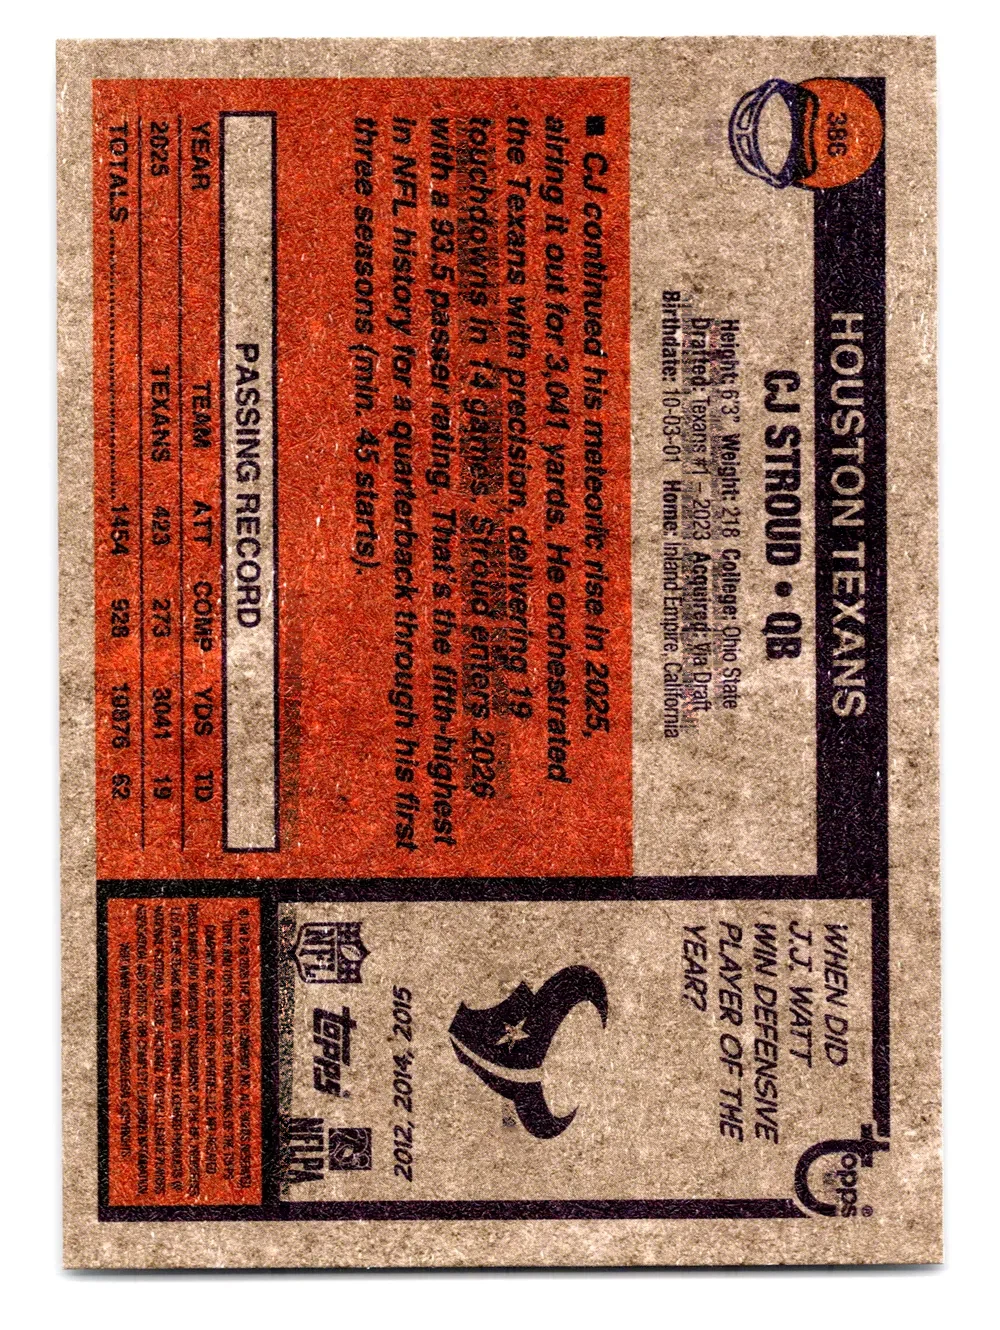 386
HOUSTON TEXANS
CJ STROUD • QB
Height: 6'3" Weight: 218 College: Ohio State
Drafted: Texans #1 – 2023 Acquired: Via Draft
Birthdate: 10-03-01 Home: Inland Empire, California
■ CJ continued his meteoric rise in 2025,
airing it out for 3,041 yards. He orchestrated
the Texans with precision, delivering 19
touchdowns in 14 games. Stroud enters 2026
with a 93.5 passer rating. That's the fifth-highest
in NFL history for a quarterback through his first
three seasons (min. 45 starts).
PASSING RECORD
YEAR TEAM ATT COMP YDS TD
2025 TEXANS 423 273 3041 19
TOTALS 1454 928 10876 62
topps®
WHEN DID
J.J. WATT
WIN DEFENSIVE
PLAYER OF THE
YEAR?
2012, 2014, 2015
NFL topps NFLPA